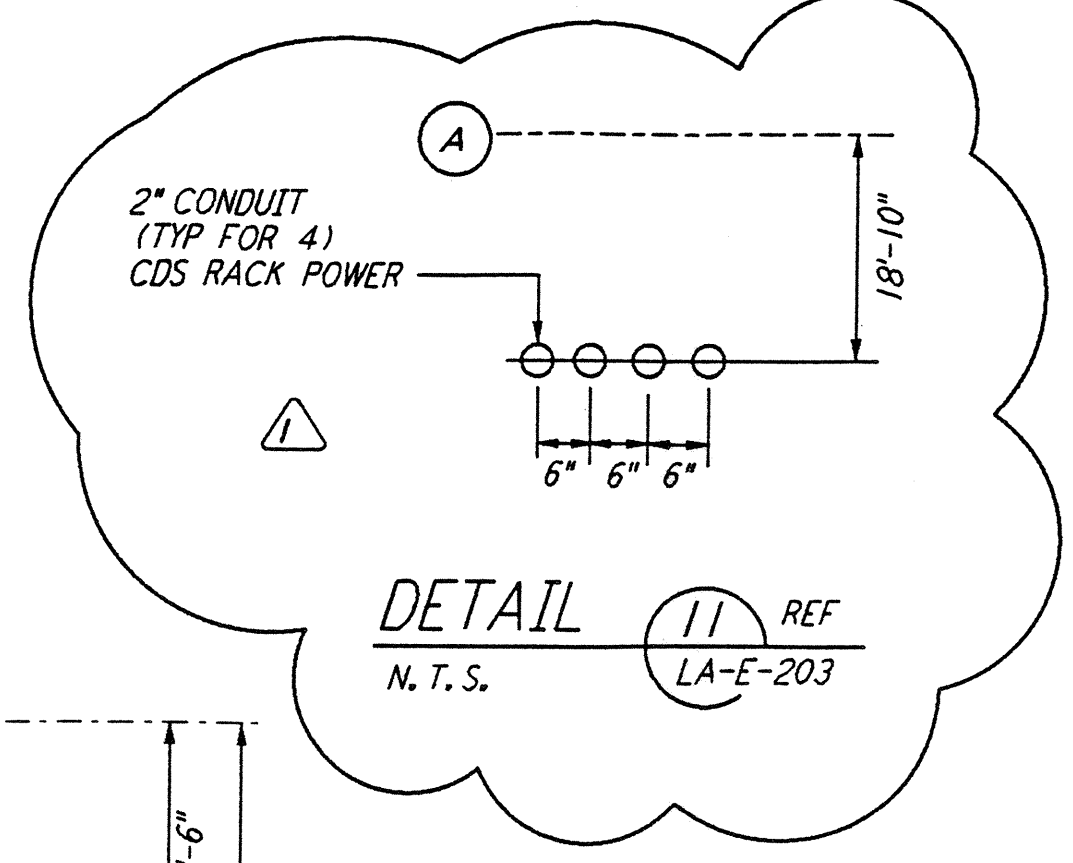 A
2" CONDUIT
(TYP FOR 4)
CDS RACK POWER
18'-10"
1
6" 6" 6"
DETAIL 11 REF
N.T.S. LA-E-203
'-6"